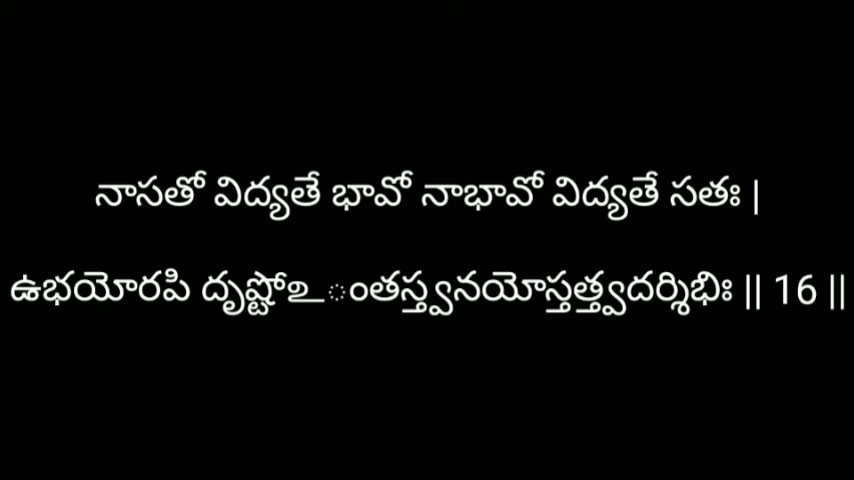 నాసతో విద్యతే భావో నాభావో విద్యతే సతః |
ఉభయోరపి దృష్టోఽంతస్త్వనయోస్తత్త్వదర్శిభిః || 16 ||